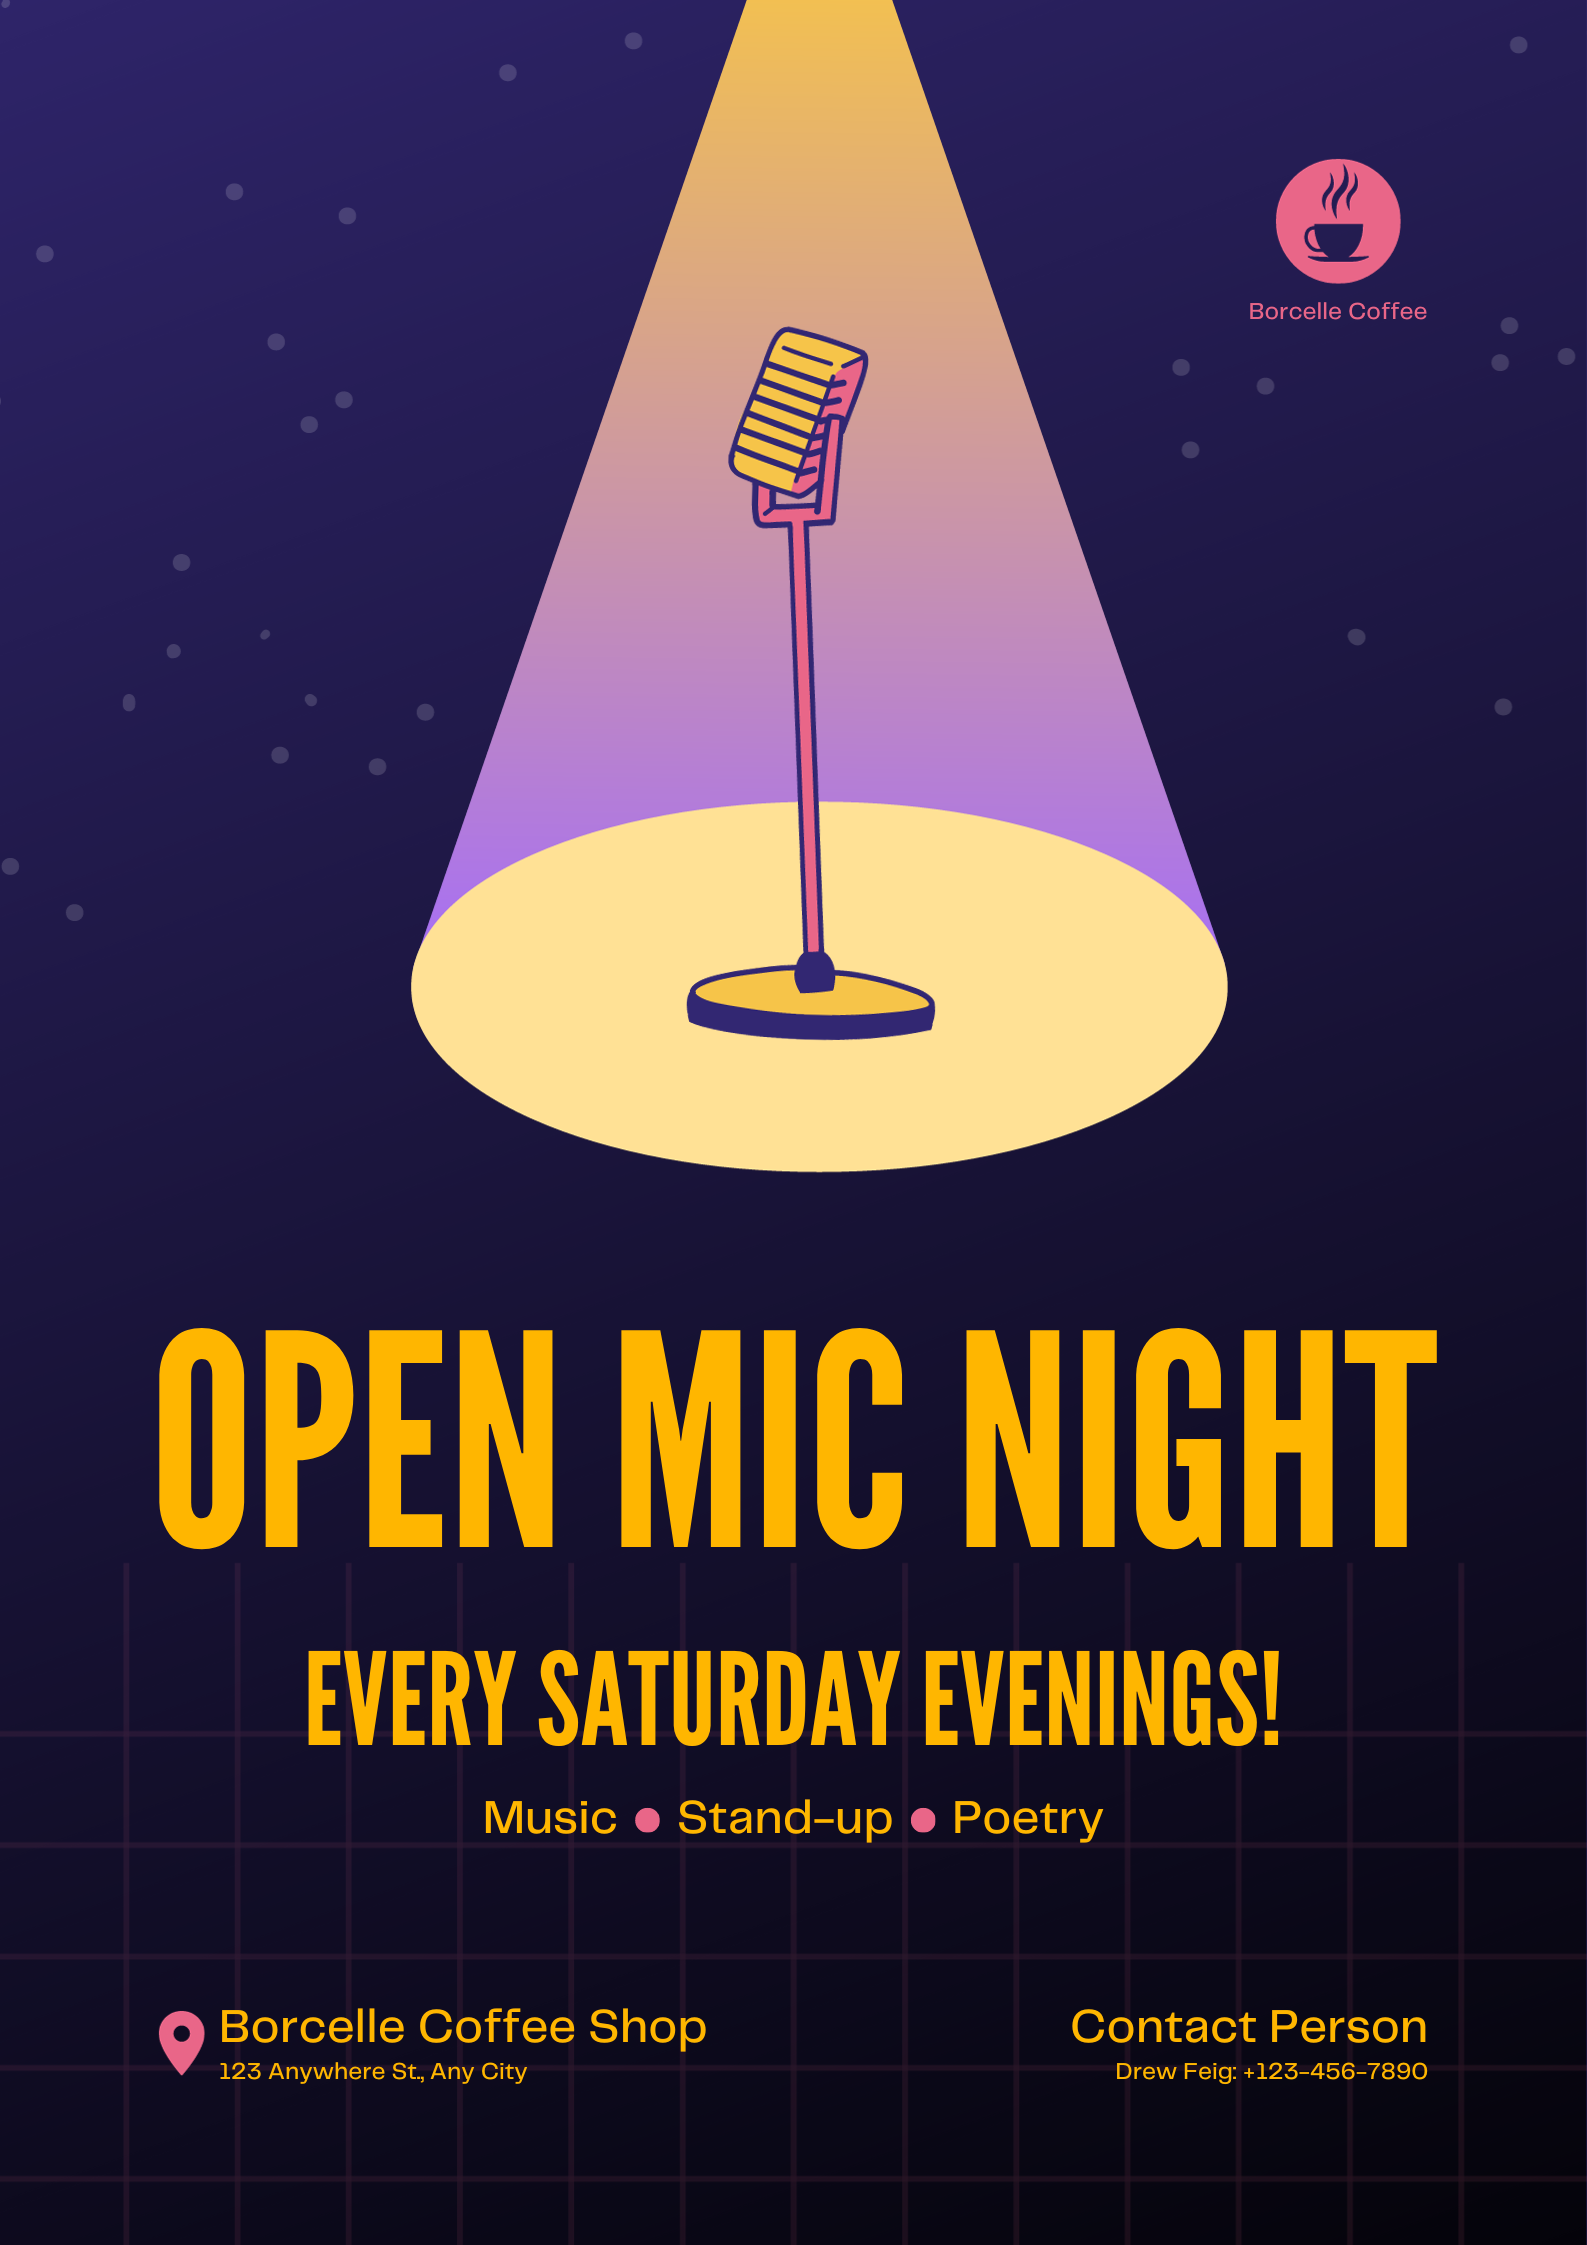 Borcelle Coffee
OPEN MIC NIGHT
EVERY SATURDAY EVENINGS!
Music ● Stand-up ● Poetry
Borcelle Coffee Shop
123 Anywhere St., Any City
Contact Person
Drew Feig: +123-456-7890